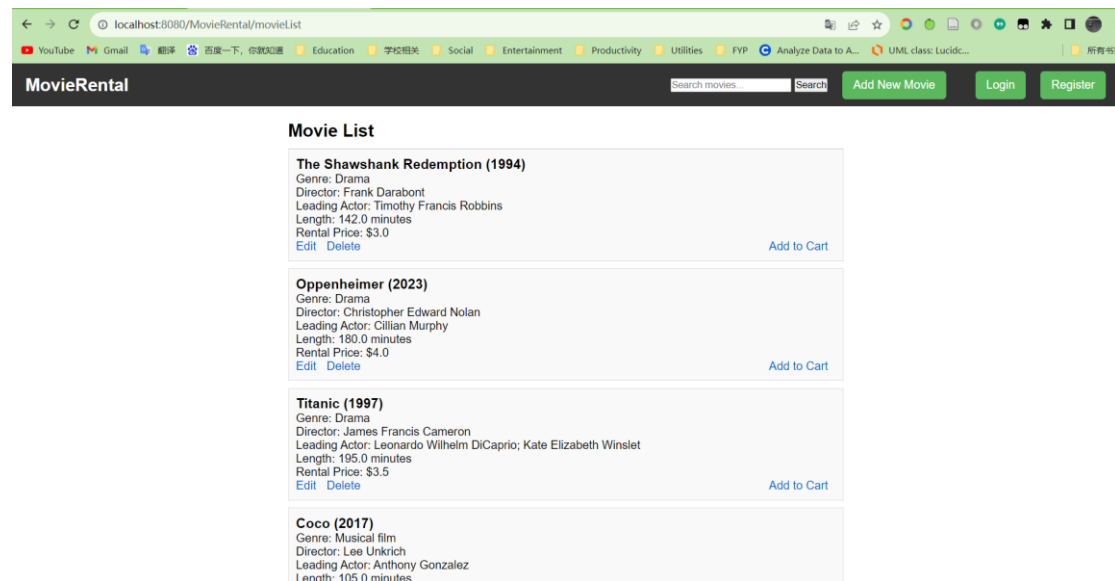 localhost:8080/MovieRental/movieList
YouTube Gmail 翻译 百度一下，你就知道 Education 学校相关 Social Entertainment Productivity Utilities FYP Analyze Data to A... UML class: Lucidc... 所有书
MovieRental Search movies... Search Add New Movie Login Register
Movie List
The Shawshank Redemption (1994)
Genre: Drama
Director: Frank Darabont
Leading Actor: Timothy Francis Robbins
Length: 142.0 minutes
Rental Price: $3.0
Edit Delete Add to Cart
Oppenheimer (2023)
Genre: Drama
Director: Christopher Edward Nolan
Leading Actor: Cillian Murphy
Length: 180.0 minutes
Rental Price: $4.0
Edit Delete Add to Cart
Titanic (1997)
Genre: Drama
Director: James Francis Cameron
Leading Actor: Leonardo Wilhelm DiCaprio; Kate Elizabeth Winslet
Length: 195.0 minutes
Rental Price: $3.5
Edit Delete Add to Cart
Coco (2017)
Genre: Musical film
Director: Lee Unkrich
Leading Actor: Anthony Gonzalez
Length: 105.0 minutes